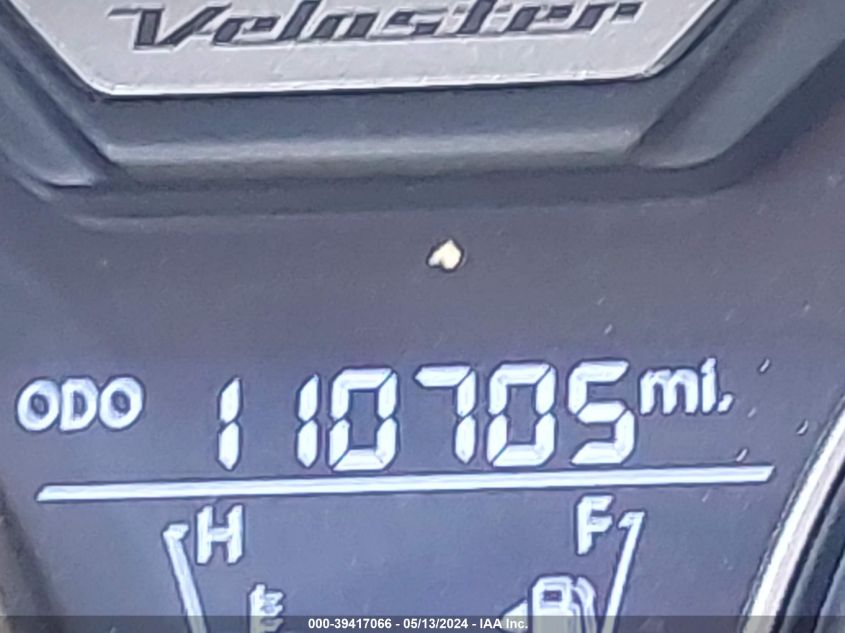 Veloster
ODO 110705 mi.
H F
000-39417066 - 05/13/2024 - IAA Inc.